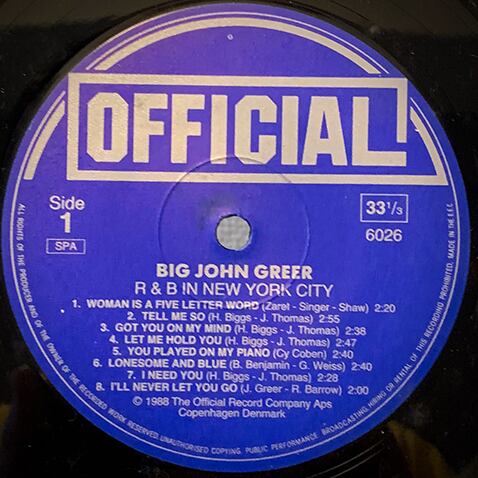 OFFICIAL
Side
1
SPA
33 1/3
6026
BIG JOHN GREER
R & B IN NEW YORK CITY
1. WOMAN IS A FIVE LETTER WORD (Zaret - Singer - Shaw) 2:20
2. TELL ME SO (H. Biggs - J. Thomas) 2:55
3. GOT YOU ON MY MIND (H. Biggs - J. Thomas) 2:38
4. LET ME HOLD YOU (H. Biggs - J. Thomas) 2:47
5. YOU PLAYED ON MY PIANO (Cy Coben) 2:40
6. LONESOME AND BLUE (B. Benjamin - G. Weiss) 2:40
7. I NEED YOU (H. Biggs - J. Thomas) 2:28
8. I'LL NEVER LET YOU GO (J. Greer - R. Barrow) 2:00
© 1988 The Official Record Company Aps
Copenhagen Denmark
ALL RIGHTS OF THE PRODUCER AND OF THE OWNER OF THE RECORDED WORK RESERVED. UNAUTHORISED COPYING, PUBLIC PERFORMANCE, BROADCASTING, HIRING OR RENTAL OF THIS RECORD PROHIBITED. MADE IN THE E.E.C.